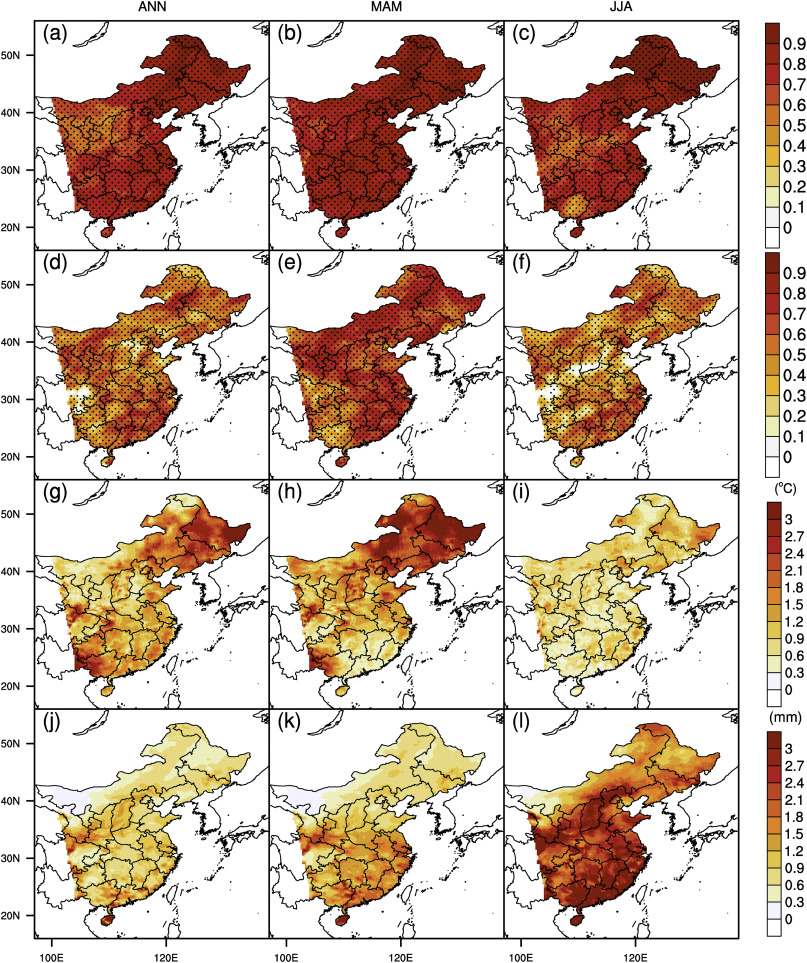 ANN MAM JJA
(a) (b) (c)
50N
40N
30N
20N
0.9
0.8
0.7
0.6
0.5
0.4
0.3
0.2
0.1
0
(d) (e) (f)
50N
40N
30N
20N
0.9
0.8
0.7
0.6
0.5
0.4
0.3
0.2
0.1
0
(°C)
(g) (h) (i)
50N
40N
30N
20N
3
2.7
2.4
2.1
1.8
1.5
1.2
0.9
0.6
0.3
0
(mm)
(j) (k) (l)
50N
40N
30N
20N
3
2.7
2.4
2.1
1.8
1.5
1.2
0.9
0.6
0.3
0
100E 120E 100E 120E 100E 120E